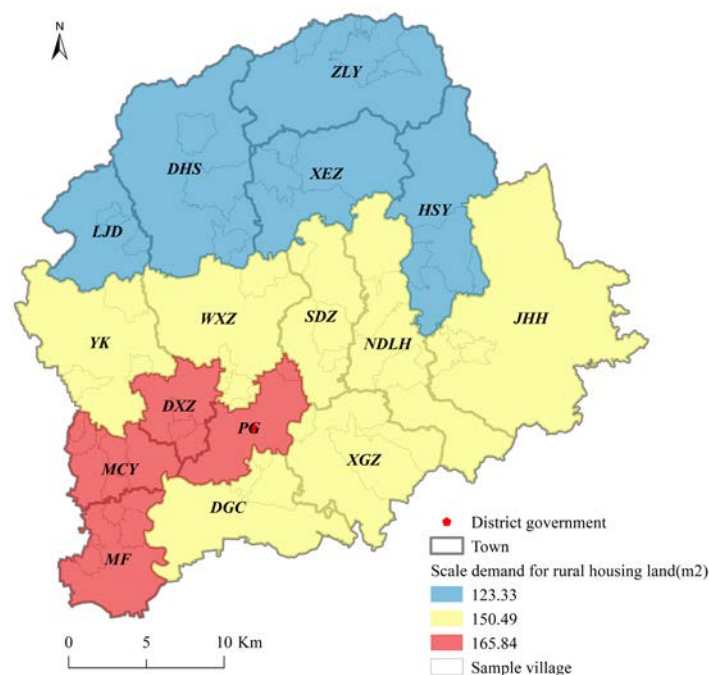 N
ZLY
DHS
XEZ
HSY
LJD
JHH
WXZ
SDZ
YK
NDLH
DXZ
PG
XGZ
MCY
DGC
MF
District government
Town
Scale demand for rural housing land(m2)
123.33
150.49
165.84
Sample village
0 5 10 Km